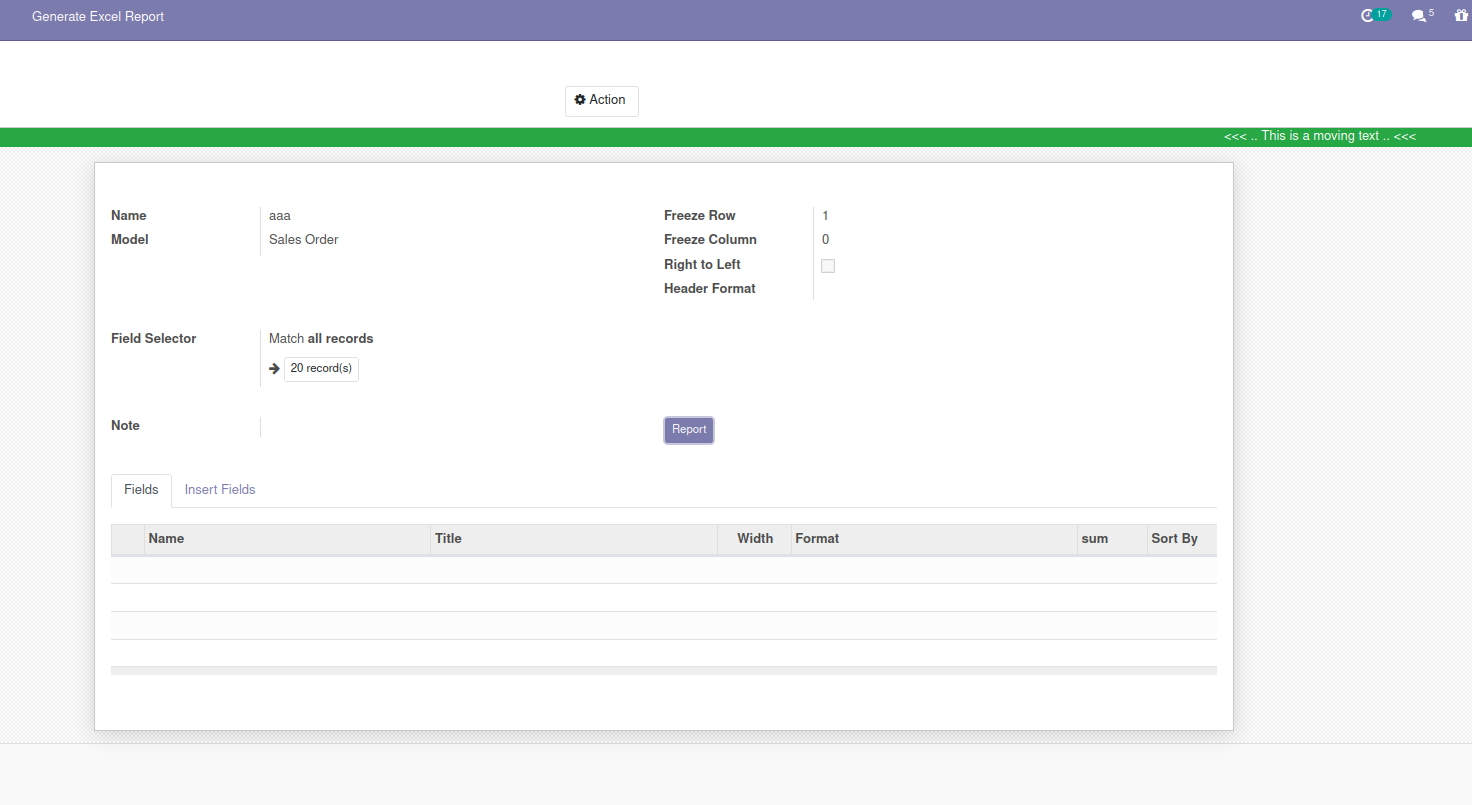 Generate Excel Report
17
5
Action
<<< .. This is a moving text .. <<<
Name aaa
Model Sales Order
Freeze Row 1
Freeze Column 0
Right to Left
Header Format
Field Selector Match all records
20 record(s)
Note
Report
Fields Insert Fields
Name Title Width Format sum Sort By